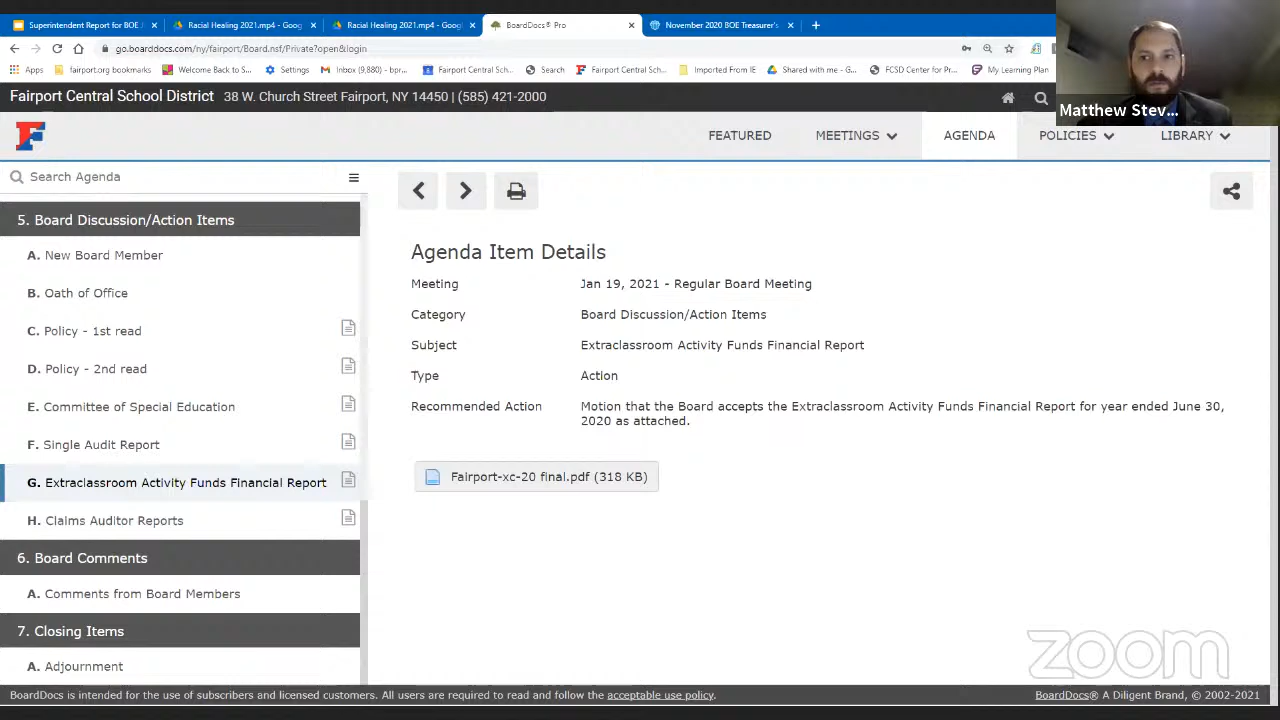 Superintendent Report for BOE
Racial Healing 2021.mp4 - Goog
Racial Healing 2021.mp4 - Goog
BoardDocs® Pro
November 2020 BOE Treasurer's
go.boarddocs.com/ny/fairport/Board.nsf/Private?open&login
Apps
fairport.org bookmarks
Welcome Back to S...
Settings
Inbox (9,880) - bpr...
Fairport Central Sch...
Search
Fairport Central Sch...
Imported From IE
Shared with me - G...
FCSD Center for Pr...
My Learning Plan
Fairport Central School District 38 W. Church Street Fairport, NY 14450 | (585) 421-2000
Matthew Stev...
F
FEATURED
MEETINGS
AGENDA
POLICIES
LIBRARY
Search Agenda
5. Board Discussion/Action Items
A. New Board Member
B. Oath of Office
C. Policy - 1st read
D. Policy - 2nd read
E. Committee of Special Education
F. Single Audit Report
G. Extraclassroom Activity Funds Financial Report
H. Claims Auditor Reports
6. Board Comments
A. Comments from Board Members
7. Closing Items
A. Adjournment
Agenda Item Details
Meeting Jan 19, 2021 - Regular Board Meeting
Category Board Discussion/Action Items
Subject Extraclassroom Activity Funds Financial Report
Type Action
Recommended Action Motion that the Board accepts the Extraclassroom Activity Funds Financial Report for year ended June 30,
2020 as attached.
Fairport-xc-20 final.pdf (318 KB)
zoom
BoardDocs is intended for the use of subscribers and licensed customers. All users are required to read and follow the acceptable use policy.
BoardDocs® A Diligent Brand, © 2002-2021